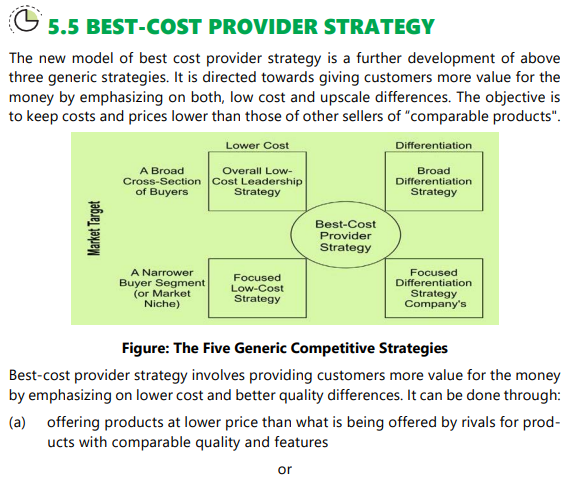 5.5 BEST-COST PROVIDER STRATEGY
The new model of best cost provider strategy is a further development of above
three generic strategies. It is directed towards giving customers more value for the
money by emphasizing on both, low cost and upscale differences. The objective is
to keep costs and prices lower than those of other sellers of “comparable products".
Lower Cost
Differentiation
A Broad
Cross-Section
of Buyers
Overall Low-
Cost Leadership
Strategy
Broad
Differentiation
Strategy
Market Target
Best-Cost
Provider
Strategy
A Narrower
Buyer Segment
(or Market
Niche)
Focused
Low-Cost
Strategy
Focused
Differentiation
Strategy
Company's
Figure: The Five Generic Competitive Strategies
Best-cost provider strategy involves providing customers more value for the money
by emphasizing on lower cost and better quality differences. It can be done through:
(a) offering products at lower price than what is being offered by rivals for prod-
ucts with comparable quality and features
or